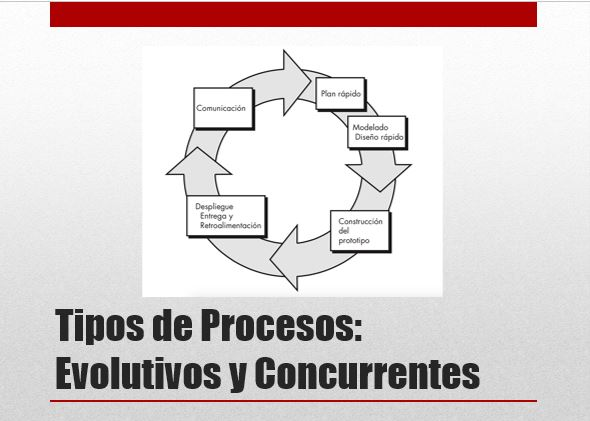 Comunicación
Plan rápido
Modelado
Diseño rápido
Construcción
del
prototipo
Despliegue
Entrega y
Retroalimentación
Tipos de Procesos:
Evolutivos y Concurrentes